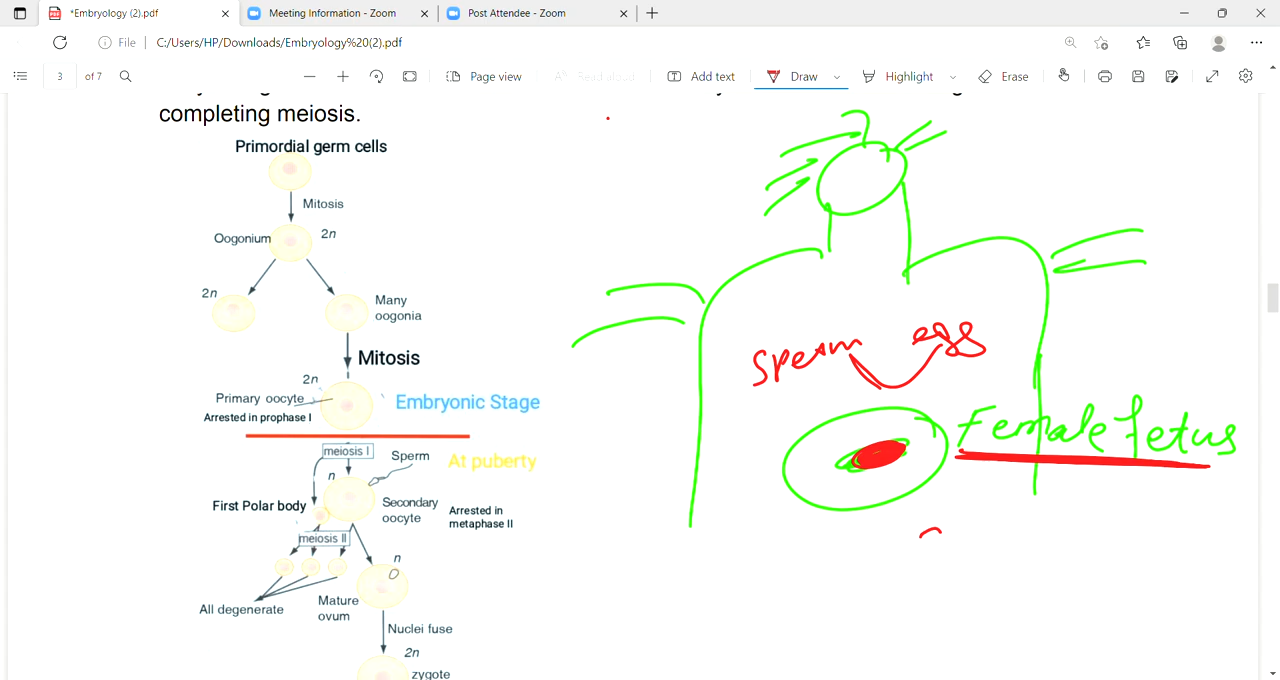 *Embryology (2).pdf
Meeting Information - Zoom
Post Attendee - Zoom
File
C:/Users/HP/Downloads/Embryology%20(2).pdf
3 of 7
Page view
Read aloud
Add text
Draw
Highlight
Erase
completing meiosis.
Primordial germ cells
Mitosis
Oogonium
2n
2n
Many
oogonia
Mitosis
2n
Primary oocyte
Arrested in prophase I
Embryonic Stage
meiosis I
Sperm
At puberty
n
First Polar body
Secondary
oocyte
Arrested in
metaphase II
meiosis II
n
All degenerate
Mature
ovum
Nuclei fuse
2n
zygote
sperm
egg
Female fetus